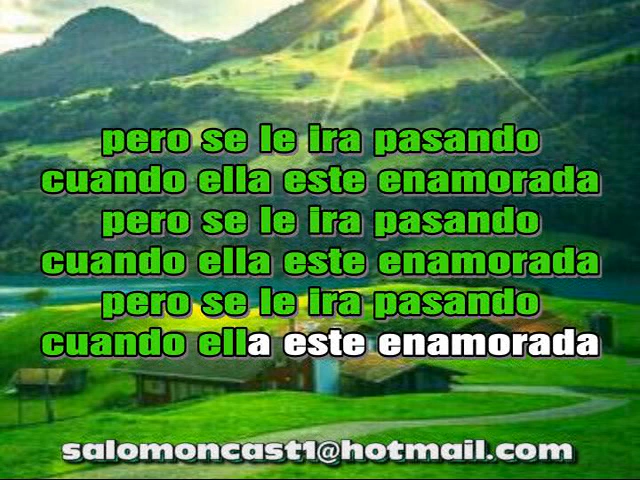 pero se le ira pasando
cuando ella este enamorada
pero se le ira pasando
cuando ella este enamorada
pero se le ira pasando
cuando ella este enamorada
salomoncast1@hotmail.com